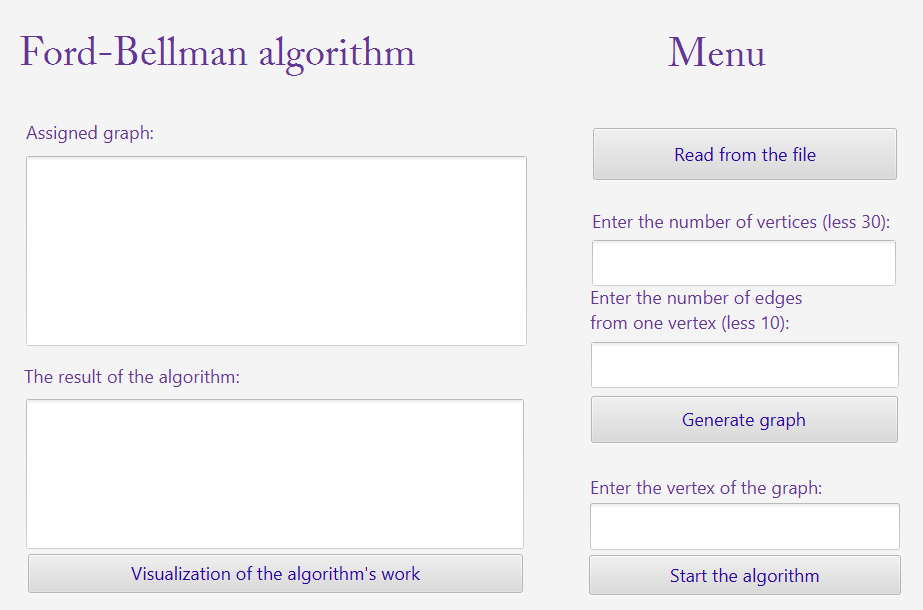 Ford-Bellman algorithm
Assigned graph:
The result of the algorithm:
Visualization of the algorithm's work
Menu
Read from the file
Enter the number of vertices (less 30):
Enter the number of edges
from one vertex (less 10):
Generate graph
Enter the vertex of the graph:
Start the algorithm